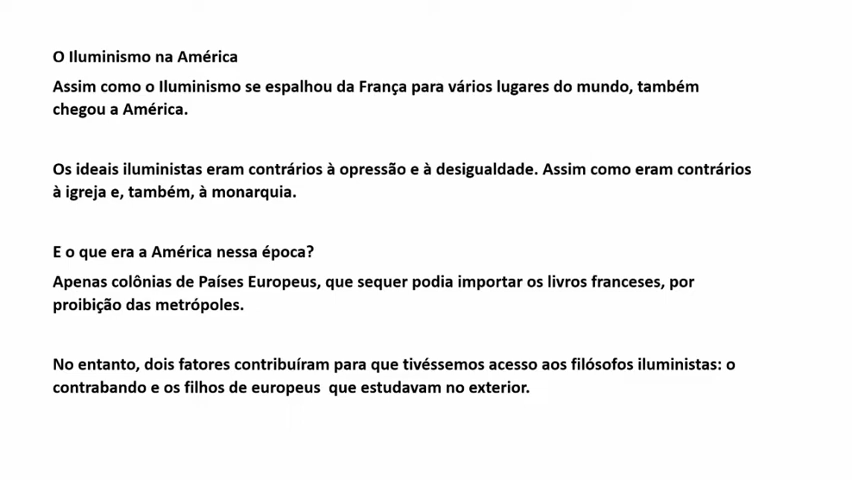 O Iluminismo na América
Assim como o Iluminismo se espalhou da França para vários lugares do mundo, também
chegou a América.
Os ideais iluministas eram contrários à opressão e à desigualdade. Assim como eram contrários
à igreja e, também, à monarquia.
E o que era a América nessa época?
Apenas colônias de Países Europeus, que sequer podia importar os livros franceses, por
proibição das metrópoles.
No entanto, dois fatores contribuíram para que tivéssemos acesso aos filósofos iluministas: o
contrabando e os filhos de europeus  que estudavam no exterior.